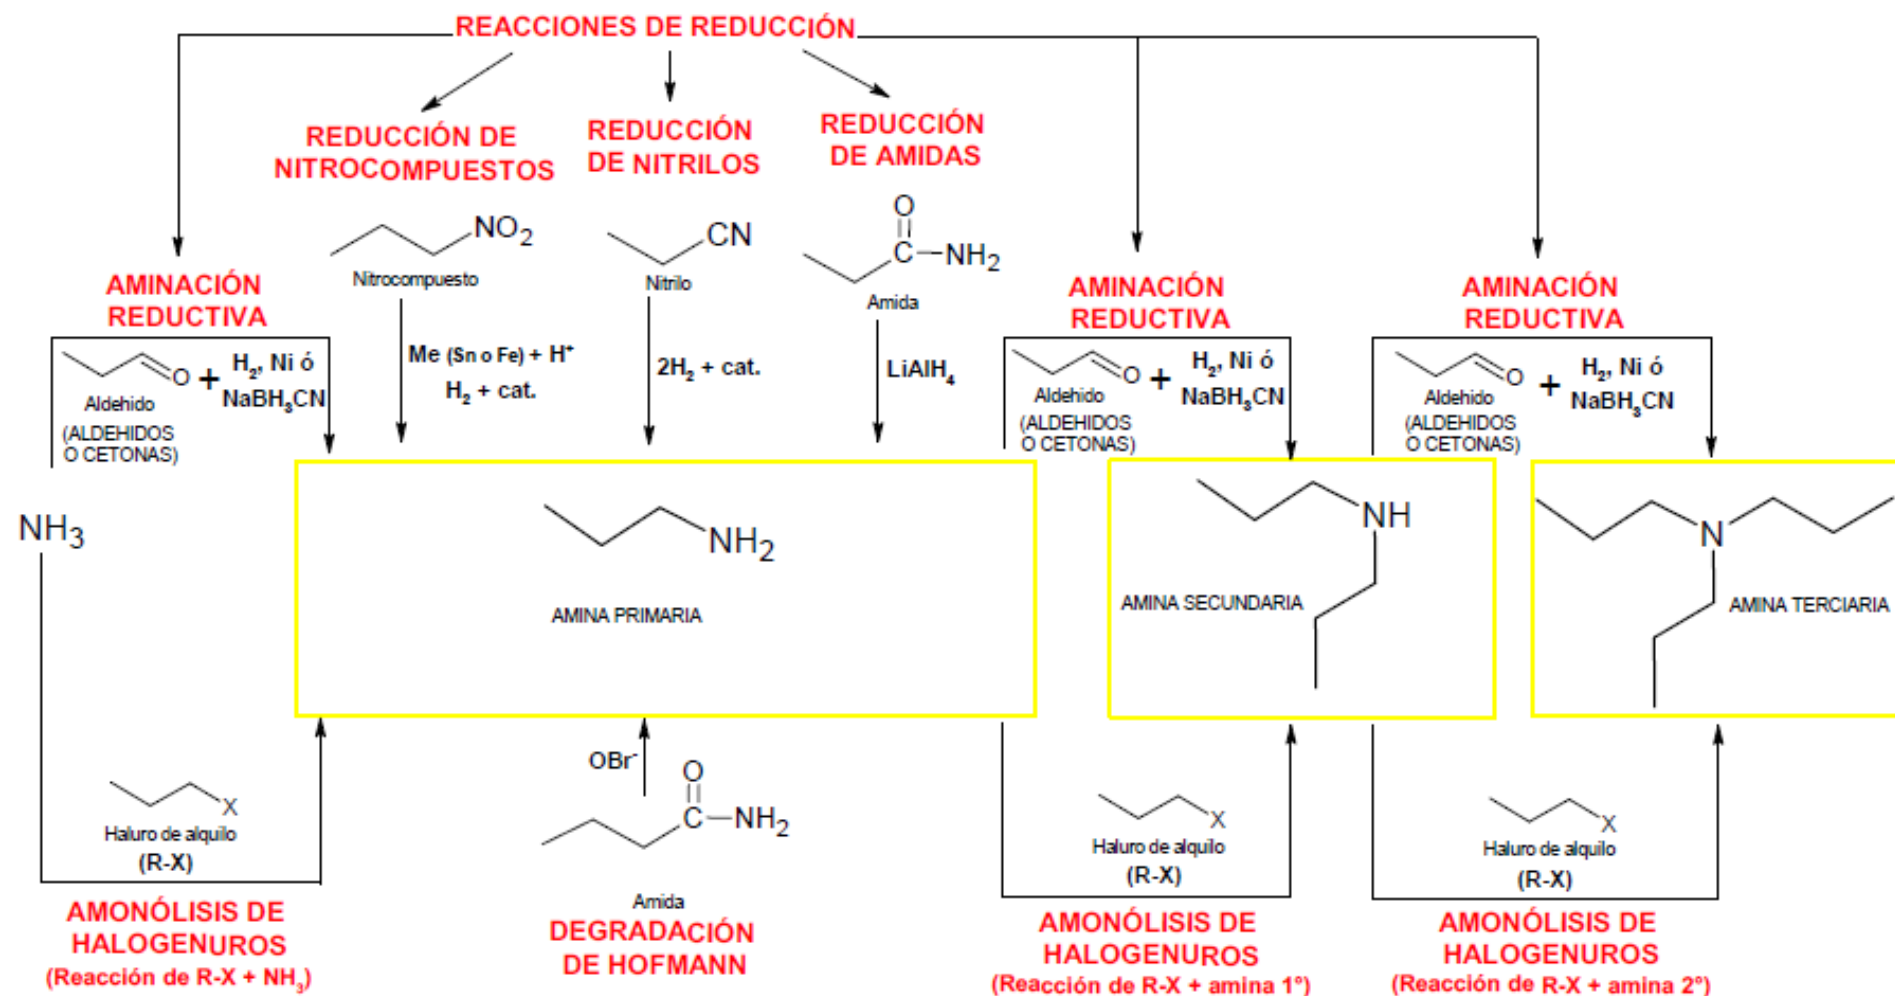 REACCIONES DE REDUCCIÓN
REDUCCIÓN DE
NITROCOMPUESTOS
REDUCCIÓN
DE NITRILOS
REDUCCIÓN
DE AMIDAS
NO2
Nitrocompuesto
CN
Nitrilo
O
C NH2
Amida
AMINACIÓN
REDUCTIVA
O
+
H2, Ni ó
NaBH3CN
Aldehido
(ALDEHIDOS
O CETONAS)
Me (Sn o Fe) + H+
H2 + cat.
2H2 + cat.
LiAlH4
AMINACIÓN
REDUCTIVA
O
+
H2, Ni ó
NaBH3CN
Aldehido
(ALDEHIDOS
O CETONAS)
AMINACIÓN
REDUCTIVA
O
+
H2, Ni ó
NaBH3CN
Aldehido
(ALDEHIDOS
O CETONAS)
NH3
NH2
AMINA PRIMARIA
NH
AMINA SECUNDARIA
N
AMINA TERCIARIA
X
Haluro de alquilo
(R-X)
AMONÓLISIS DE
HALOGENUROS
(Reacción de R-X + NH3)
OBr-
O
C NH2
Amida
DEGRADACIÓN
DE HOFMANN
X
Haluro de alquilo
(R-X)
AMONÓLISIS DE
HALOGENUROS
(Reacción de R-X + amina 1°)
X
Haluro de alquilo
(R-X)
AMONÓLISIS DE
HALOGENUROS
(Reacción de R-X + amina 2°)